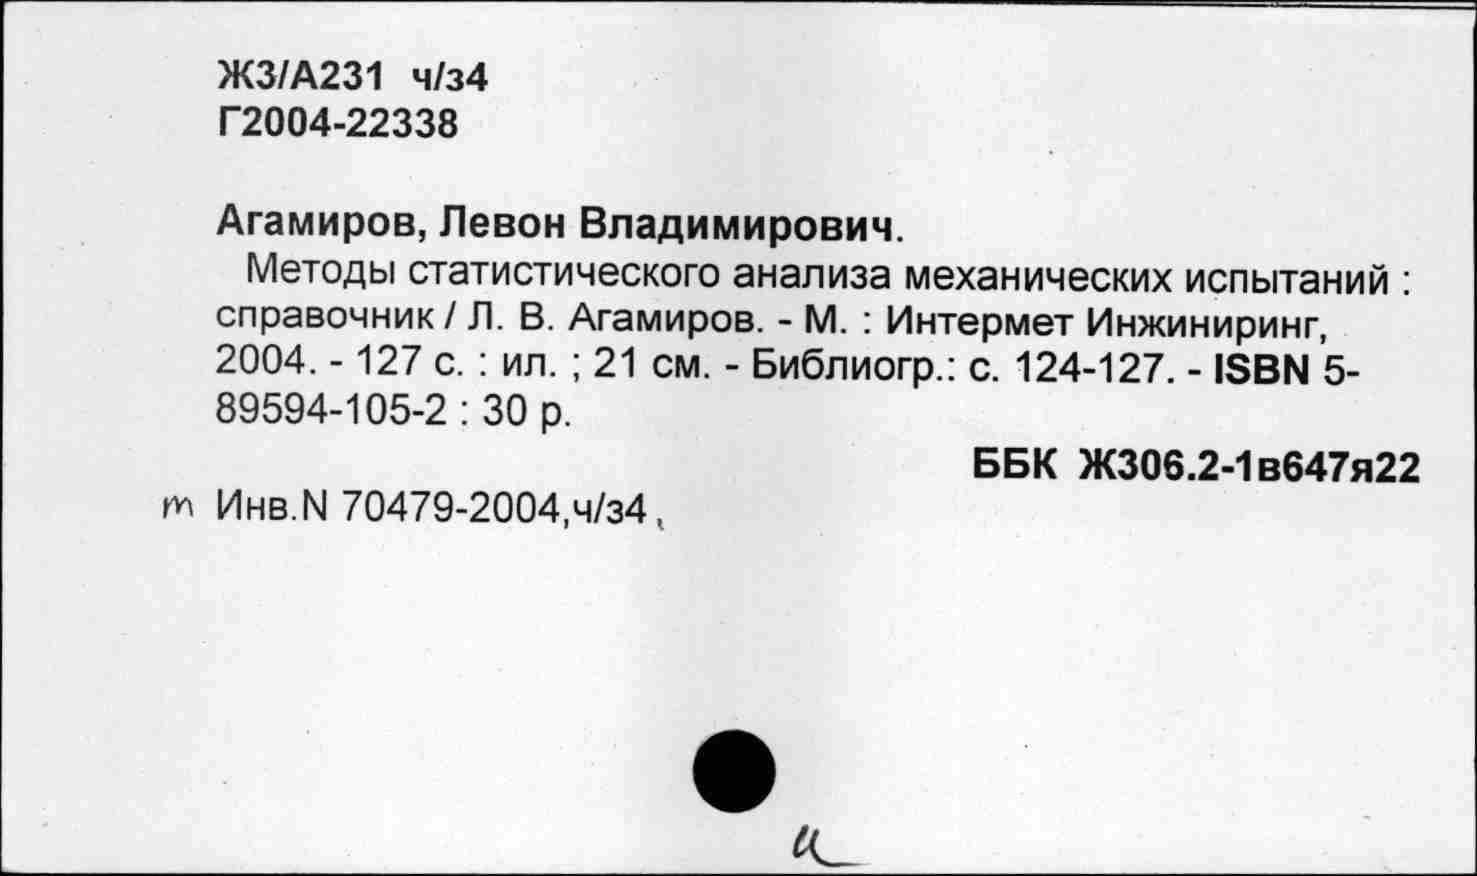 Ж3/А231 ч/з4
Г2004-22338
Агамиров, Левон Владимирович.
Методы статистического анализа механических испытаний :
справочник / Л. В. Агамиров. - М. : Интермет Инжиниринг,
2004. - 127 с. : ил. ; 21 см. - Библиогр.: с. 124-127. - ISBN 5-
89594-105-2 : 30 р.
ББК Ж306.2-1в647я22
т Инв.N 70479-2004,ч/з4,
и